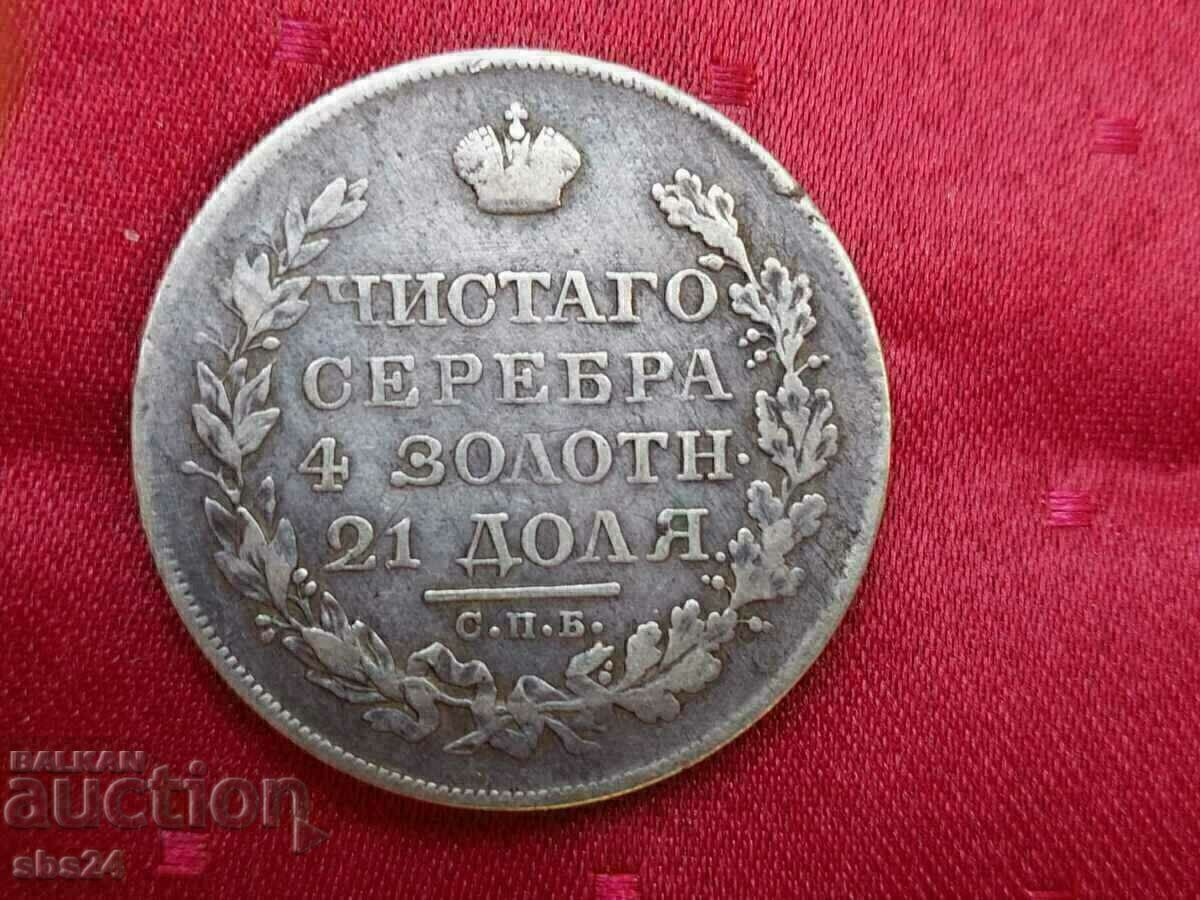 ЧИСТАГО
СЕРЕБРА
4 ЗОЛОТН.
21 ДОЛЯ.
С.П.Б.
BALKAN
auction
sbs24